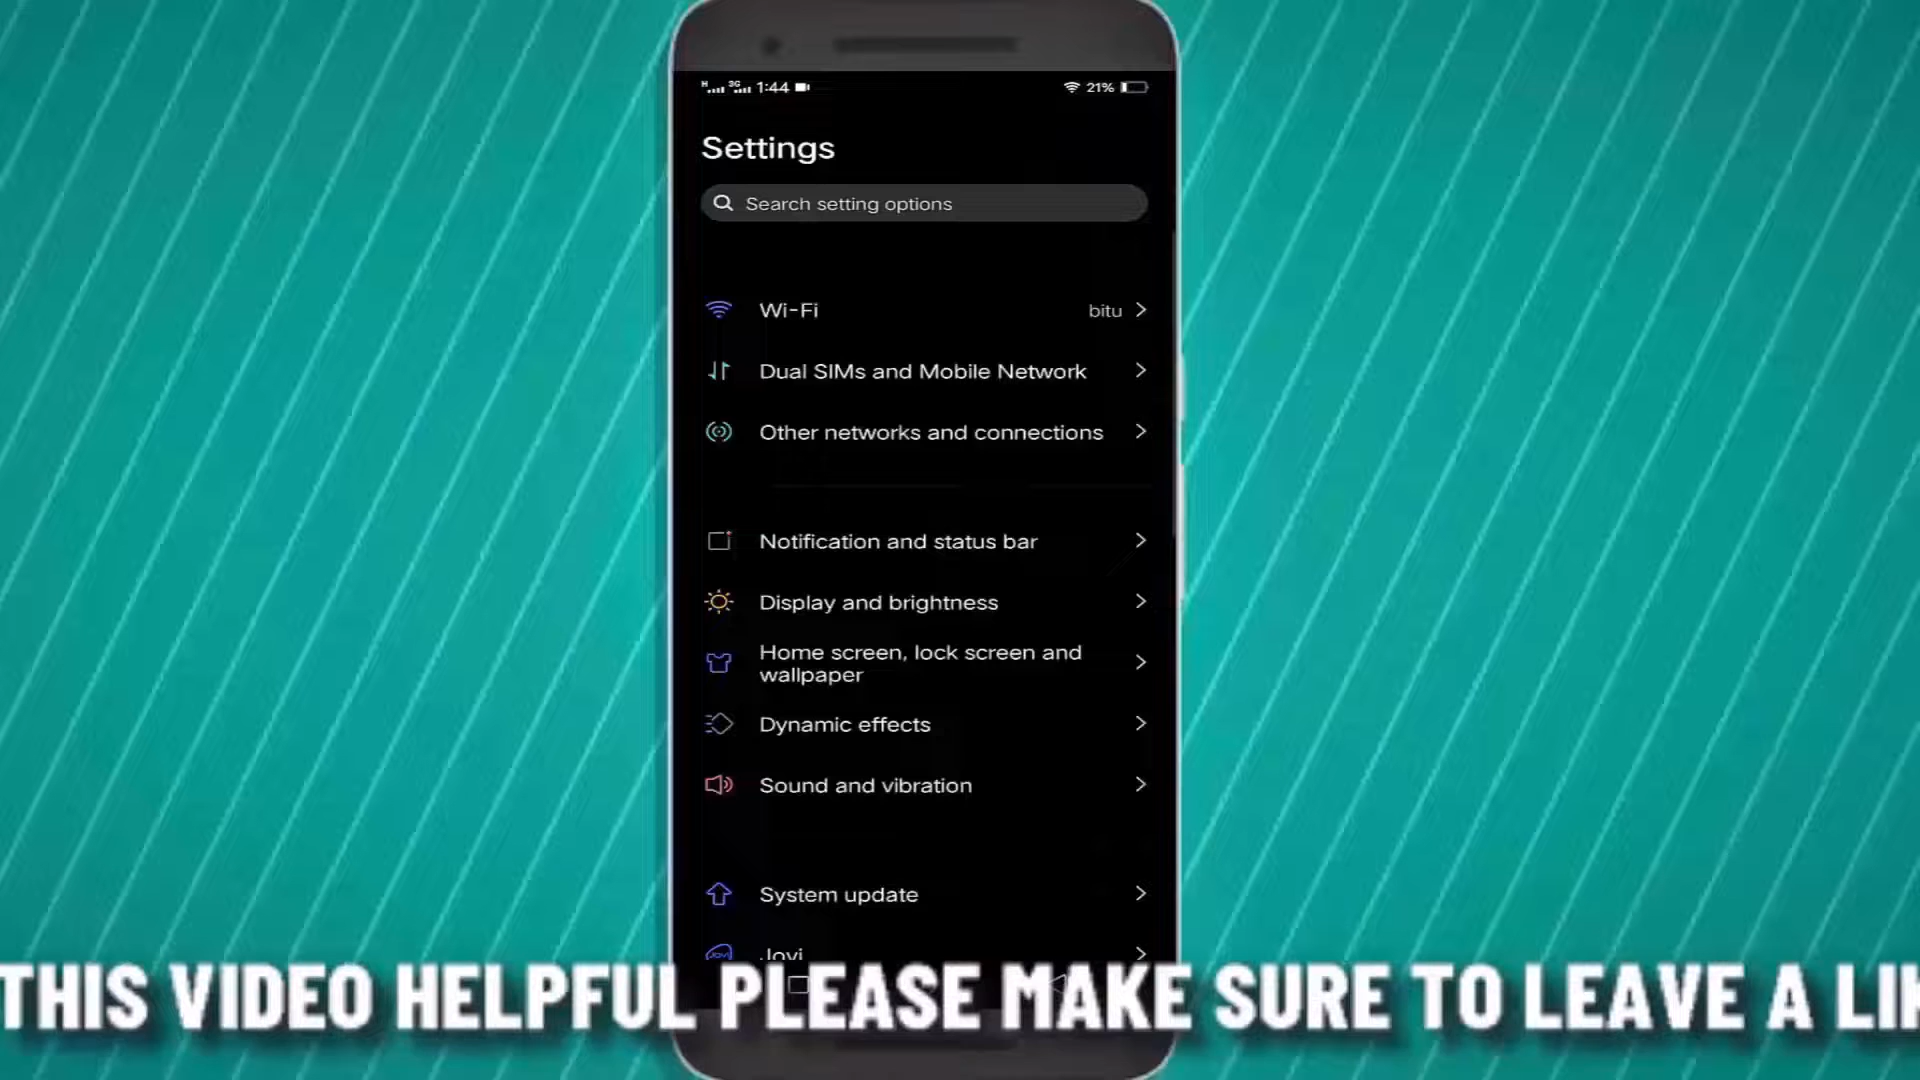 H 3G 1:44 21%
Settings
Search setting options
Wi-Fi bitu
Dual SIMs and Mobile Network
Other networks and connections
Notification and status bar
Display and brightness
Home screen, lock screen and
wallpaper
Dynamic effects
Sound and vibration
System update
Jovi
THIS VIDEO HELPFUL PLEASE MAKE SURE TO LEAVE A LIK